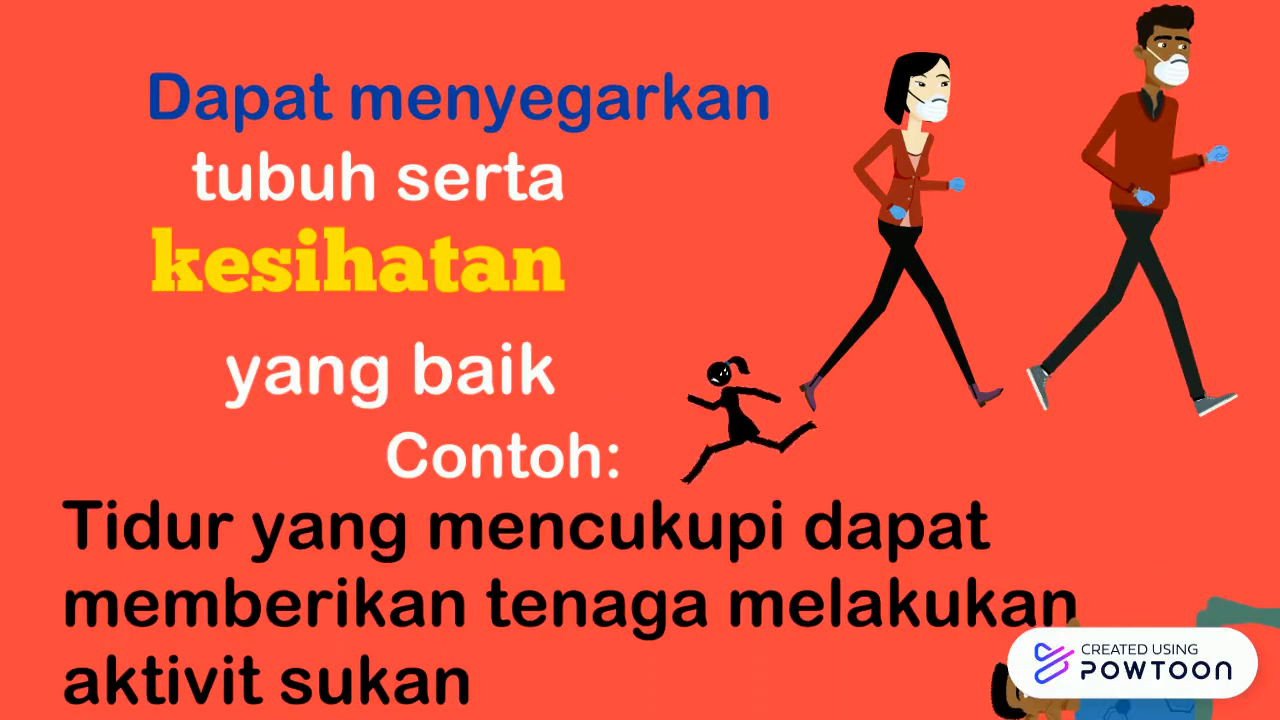 Dapat menyegarkan
tubuh serta
kesihatan
yang baik
Contoh:
Tidur yang mencukupi dapat
memberikan tenaga melakukan
aktivit sukan
CREATED USING
POWTOON